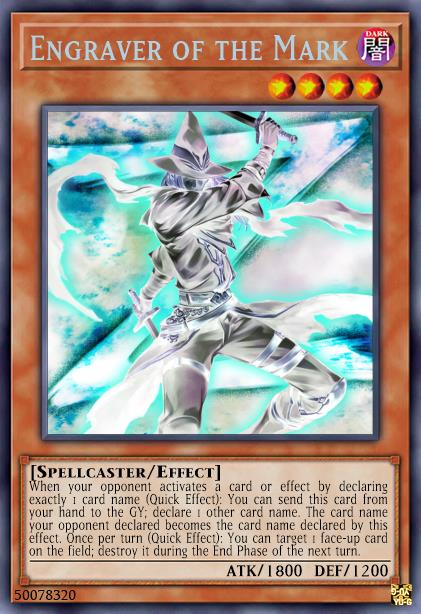 ENGRAVER OF THE MARK
DARK
闇
[SPELLCASTER/EFFECT]
When your opponent activates a card or effect by declaring
exactly 1 card name (Quick Effect): You can send this card from
your hand to the GY; declare 1 other card name. The card name
your opponent declared becomes the card name declared by this
effect. Once per turn (Quick Effect): You can target 1 face-up card
on the field; destroy it during the End Phase of the next turn.
ATK/1800 DEF/1200
50078320